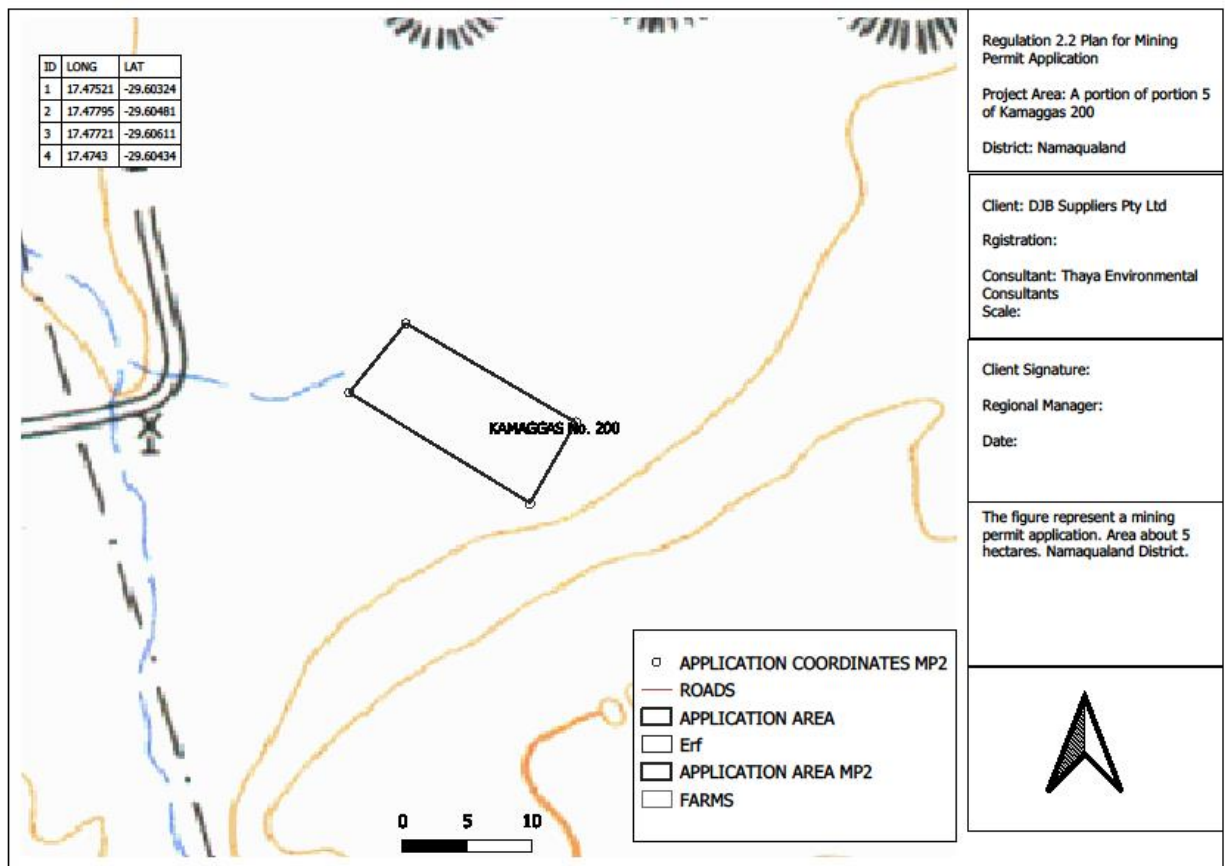 ID LONG LAT
1 17.47521 -29.60324
2 17.47795 -29.60481
3 17.47721 -29.60611
4 17.4743 -29.60434
KAMAGGAS No. 200
APPLICATION COORDINATES MP2
ROADS
APPLICATION AREA
Erf
APPLICATION AREA MP2
FARMS
0 5 10
Regulation 2.2 Plan for Mining
Permit Application
Project Area: A portion of portion 5
of Kamaggas 200
District: Namaqualand
Client: DJB Suppliers Pty Ltd
Rgistration:
Consultant: Thaya Environmental
Consultants
Scale:
Client Signature:
Regional Manager:
Date:
The figure represent a mining
permit application. Area about 5
hectares. Namaqualand District.